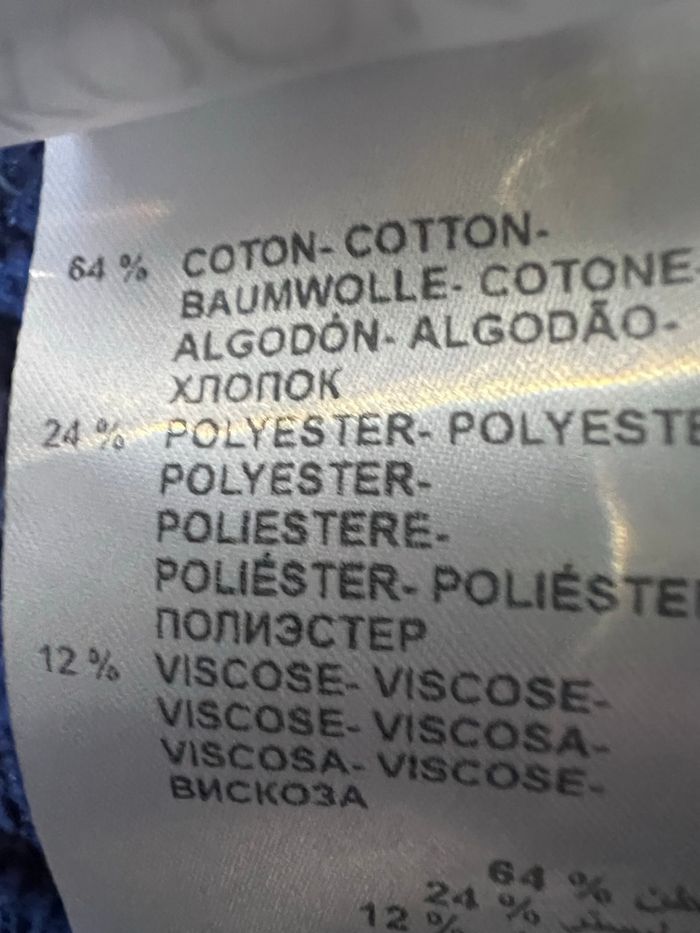 64 % COTON- COTTON-
BAUMWOLLE- COTONE-
ALGODÓN- ALGODÃO-
ХЛОПОК
24 % POLYESTER- POLYESTE
POLYESTER-
POLIESTERE-
POLIÉSTER- POLIÉSTE
ПОЛИЭСТЕР
12 % VISCOSE- VISCOSE-
VISCOSE- VISCOSA-
VISCOSA- VISCOSE-
ВИСКОЗА
64 %
24 %
12 %